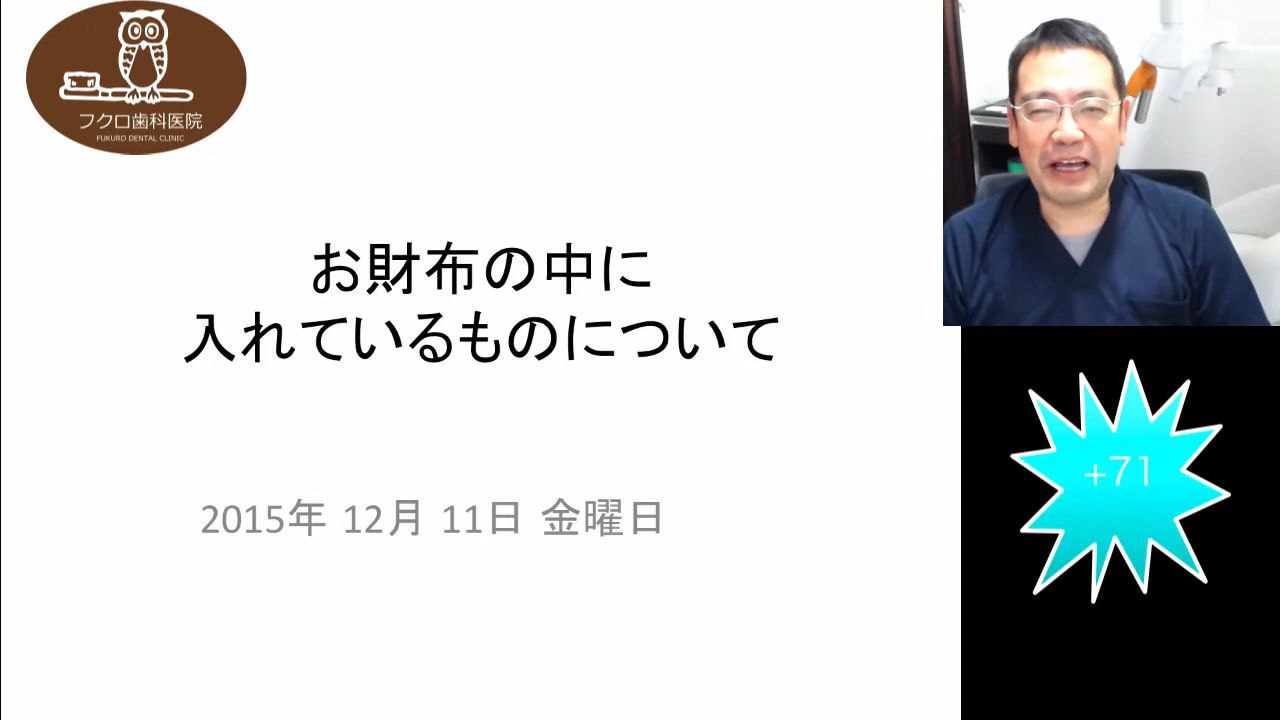 フクロ歯科医院
FUKURO DENTAL CLINIC
お財布の中に
入れているものについて
2015年 12月 11日 金曜日
+71